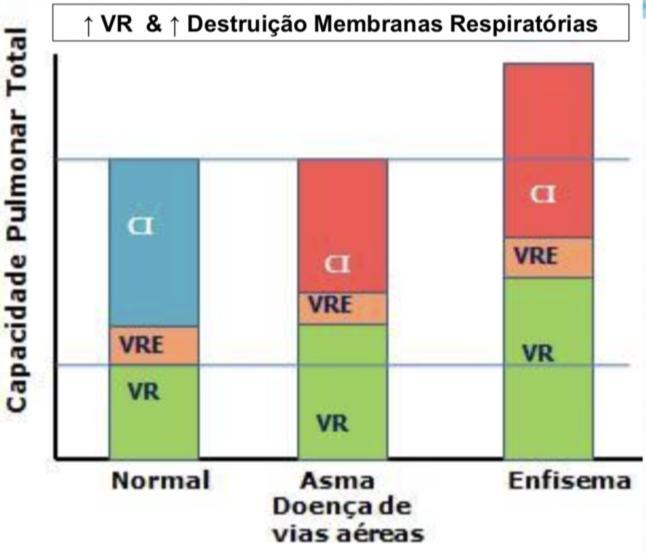 ↑ VR & ↑ Destruição Membranas Respiratórias
Capacidade Pulmonar Total
CI
VRE
VR
CI
VRE
VR
CI
VRE
VR
Normal
Asma
Doença de
vias aéreas
Enfisema